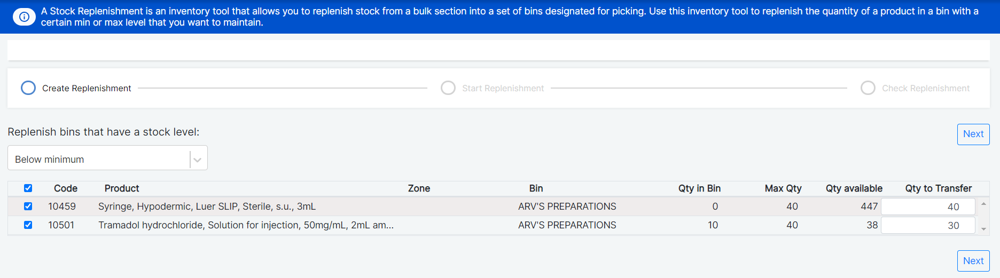 A Stock Replenishment is an inventory tool that allows you to replenish stock from a bulk section into a set of bins designated for picking. Use this inventory tool to replenish the quantity of a product in a bin with a
certain min or max level that you want to maintain.
Create Replenishment Start Replenishment Check Replenishment
Replenish bins that have a stock level:
Next
Below minimum
Code Product Zone Bin Qty in Bin Max Qty Qty available Qty to Transfer
10459 Syringe, Hypodermic, Luer SLIP, Sterile, s.u., 3mL ARV'S PREPARATIONS 0 40 447 40
10501 Tramadol hydrochloride, Solution for injection, 50mg/mL, 2mL am... ARV'S PREPARATIONS 10 40 38 30
Next